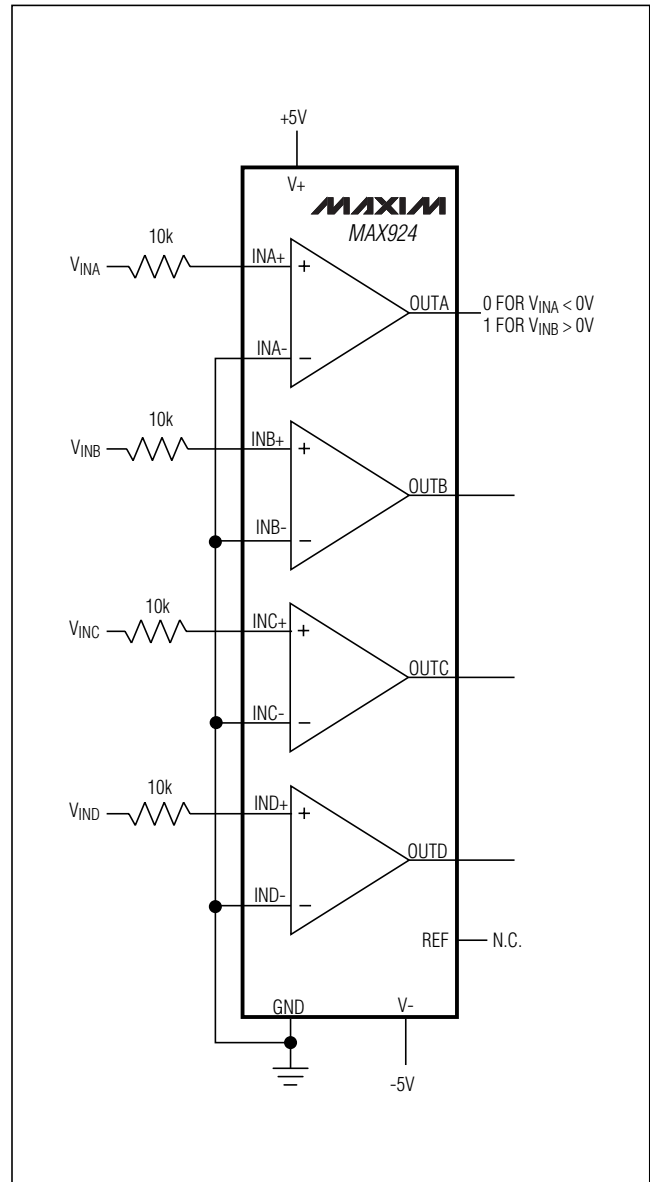 +5V
V+
MAXIM
MAX924
10k
VINA
INA+
+
OUTA
0 FOR VINA < 0V
1 FOR VINB > 0V
INA-
−
10k
VINB
INB+
+
OUTB
INB-
−
10k
VINC
INC+
+
OUTC
INC-
−
10k
VIND
IND+
+
OUTD
IND-
−
REF
N.C.
GND
V-
-5V